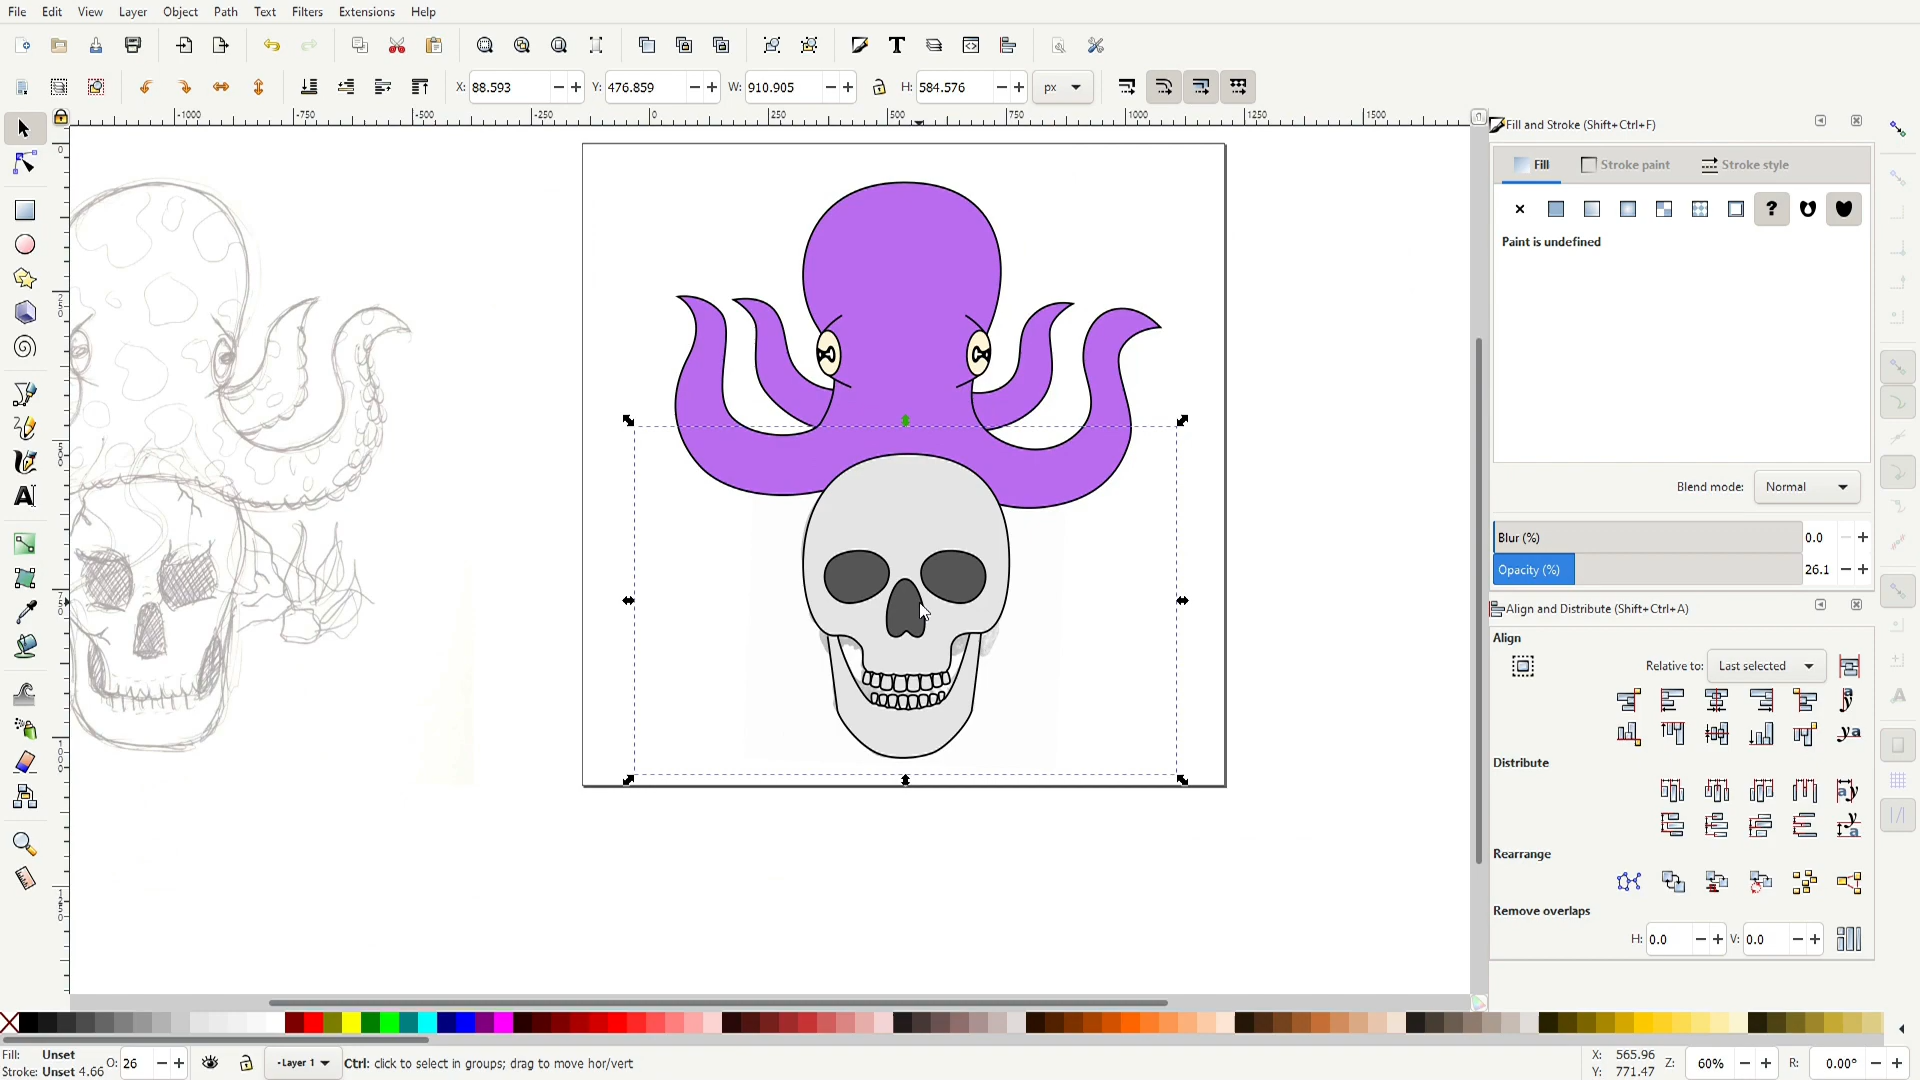 File Edit View Layer Object Path Text Filters Extensions Help
X: 88.593 Y: 476.859 W: 910.905 H: 584.576 px
-1000 -750 -500 -250 0 250 500 750 1000 1250 1500
Fill and Stroke (Shift+Ctrl+F)
Fill Stroke paint Stroke style
Paint is undefined
Blend mode: Normal
Blur (%) 0.0
Opacity (%) 26.1
Align and Distribute (Shift+Ctrl+A)
Align
Relative to: Last selected
Distribute
Rearrange
Remove overlaps
H: 0.0 V: 0.0
Fill: Unset
Stroke: Unset 4.66
O: 26
-Layer 1
Ctrl: click to select in groups; drag to move hor/vert
X: 565.96
Y: 771.47
Z: 60%
R: 0.00°